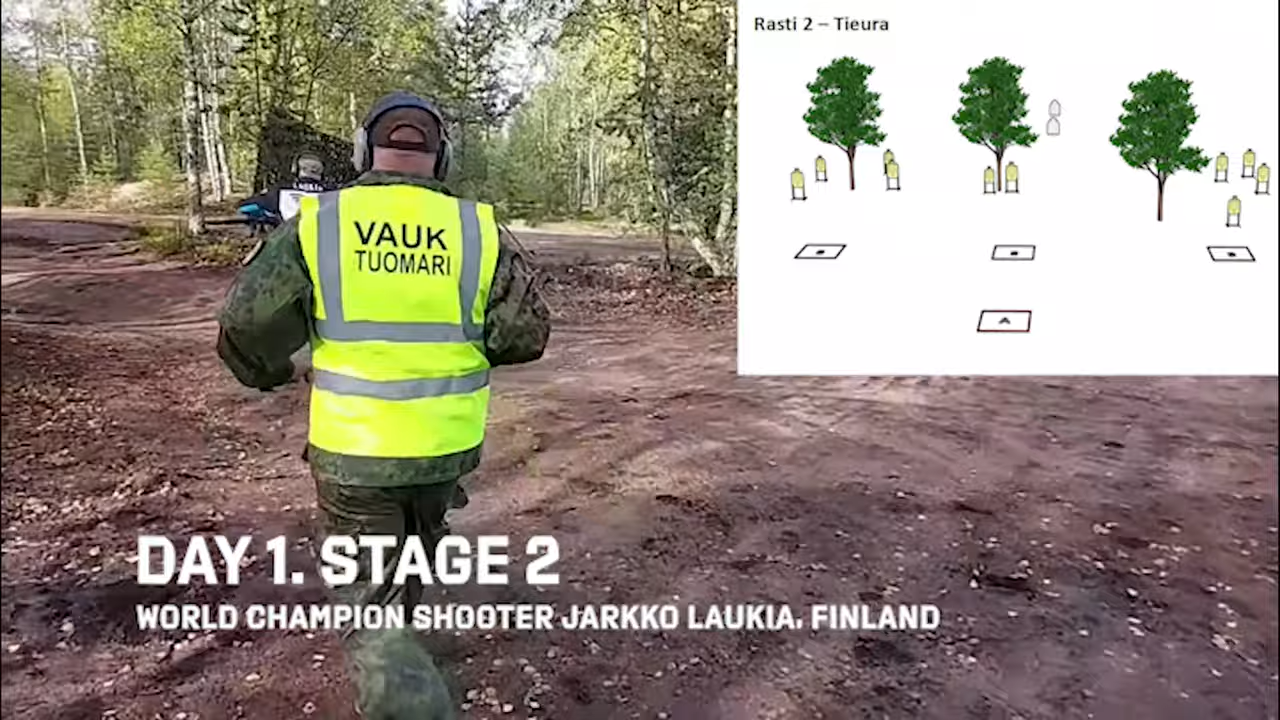 Rasti 2 – Tieura
VAUK
TUOMARI
A
DAY 1. STAGE 2
WORLD CHAMPION SHOOTER JARKKO LAUKIA. FINLAND